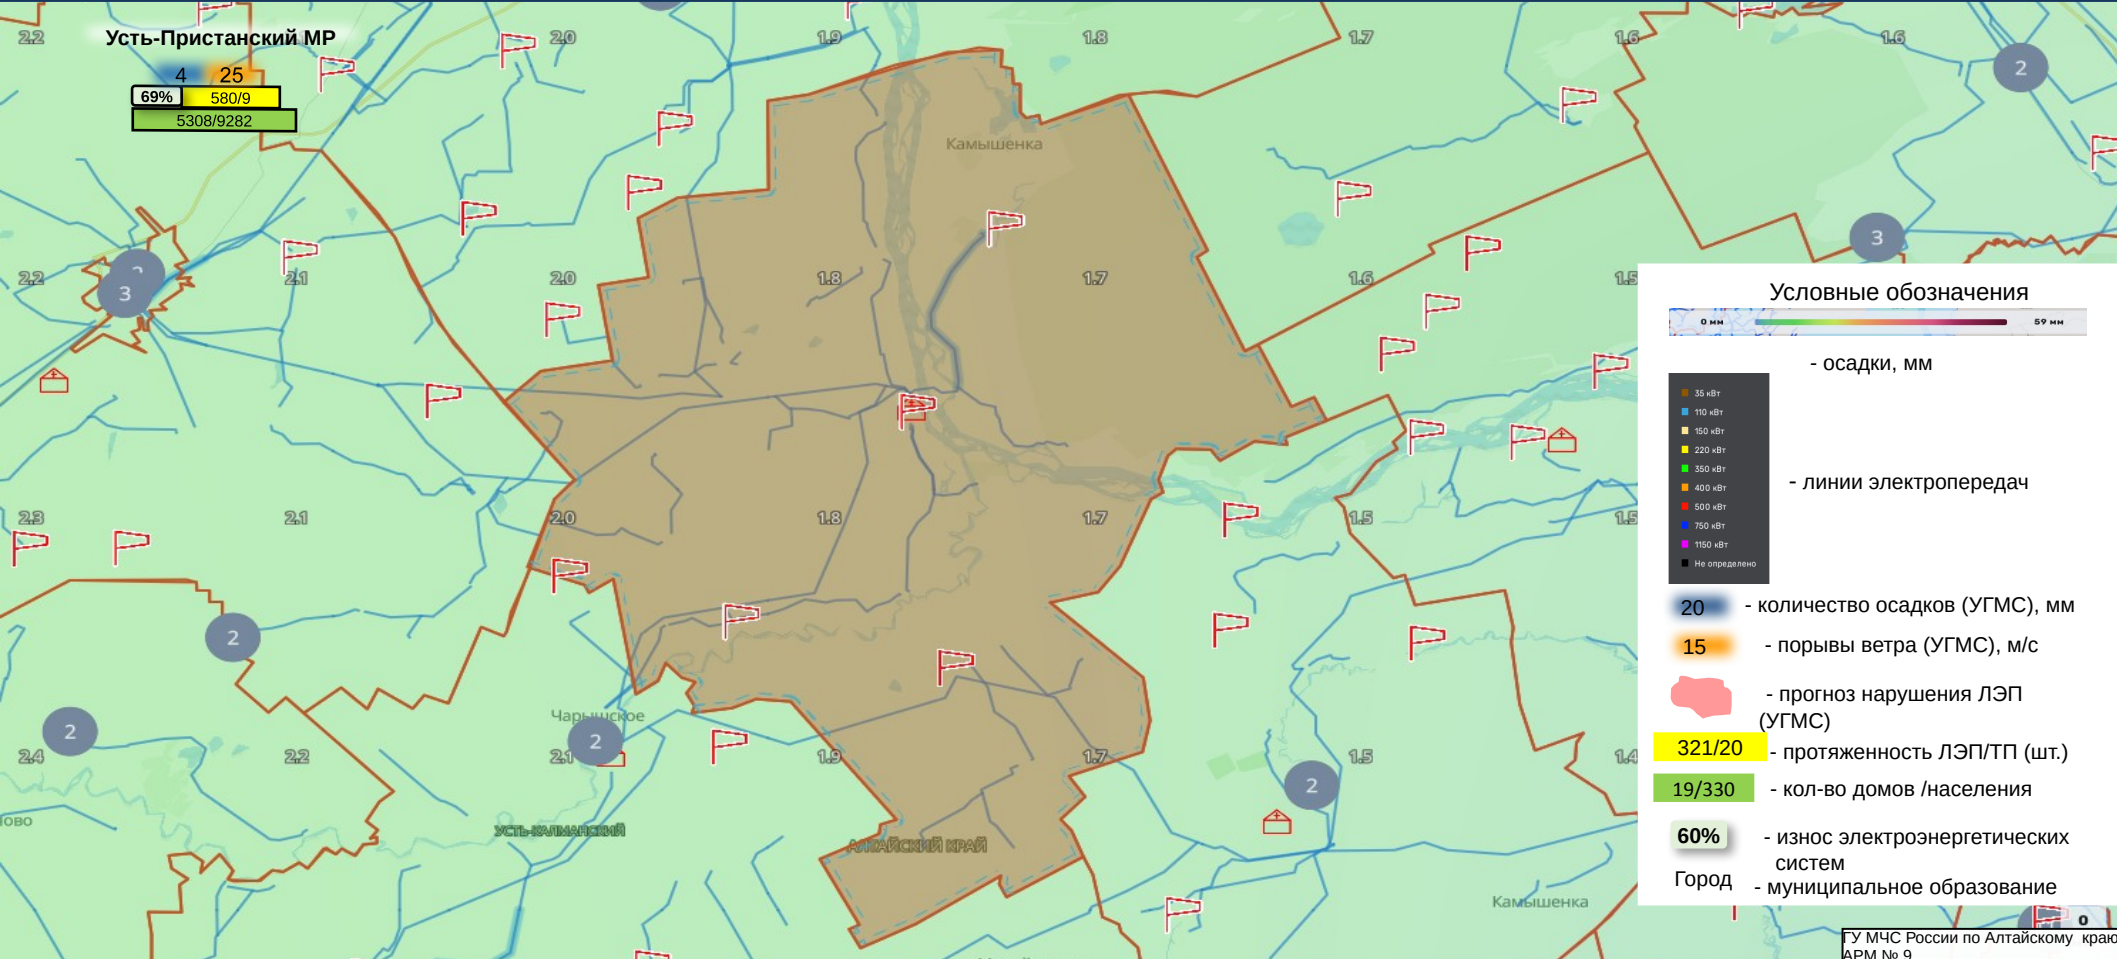 2.2
Усть-Пристанский МР
2.0
1.9
1.8
1.7
1.6
1.6
2
4 25
69% 580/9
5308/9282
Камышенка
2.2
2.1
2.0
1.8
1.7
1.6
1.5
3
3
Условные обозначения
0 мм 59 мм
- осадки, мм
35 кВт
110 кВт
150 кВт
220 кВт
350 кВт
400 кВт
500 кВт
750 кВт
1150 кВт
Не определено
- линии электропередач
2.3
2.1
2.0
1.8
1.7
1.5
1.5
20 - количество осадков (УГМС), мм
15 - порывы ветра (УГМС), м/с
- прогноз нарушения ЛЭП
(УГМС)
321/20 - протяженность ЛЭП/ТП (шт.)
19/330 - кол-во домов /населения
60% - износ электроэнергетических
систем
Город - муниципальное образование
2
2
Чарышское
2
2.4
2.2
2.1
1.9
1.7
1.5
1.4
2
ово
УСТЬ-КАЛМАНСКИЙ
АЛТАЙСКИЙ КРАЙ
Камышенка
0
ГУ МЧС России по Алтайскому краю
АРМ № 9